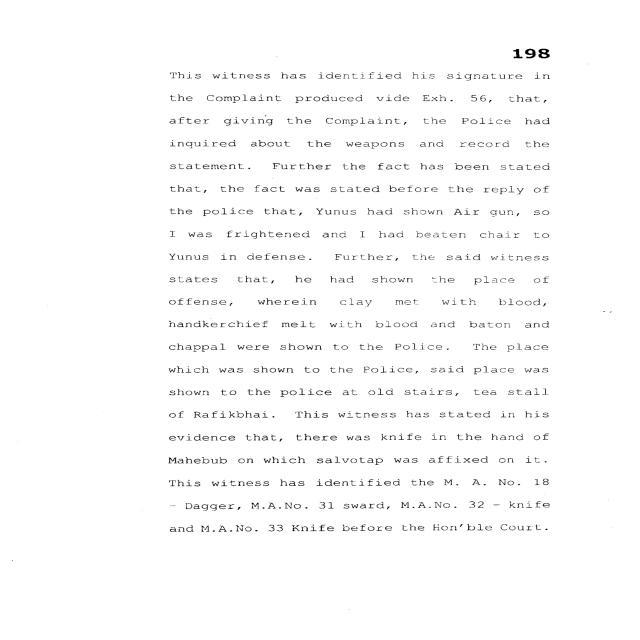 198
This witness has identified his signature in
the Complaint produced vide Exh. 56, that,
after giving the Complaint, the Police had
inquired about the weapons and record the
statement. Further the fact has been stated
that, the fact was stated before the reply of
the police that, Yunus had shown Air gun, so
I was frightened and I had beaten chair to
Yunus in defense. Further, the said witness
states that, he had shown the place of
offense, wherein clay met with blood,
handkerchief melt with blood and baton and
chappal were shown to the Police. The place
which was shown to the Police, said place was
shown to the police at old stairs, tea stall
of Rafikbhai. This witness has stated in his
evidence that, there was knife in the hand of
Mahebub on which salvotap was affixed on it.
This witness has identified the M. A. No. 18
- Dagger, M.A.No. 31 sward, M.A.No. 32 - knife
and M.A.No. 33 Knife before the Hon'ble Court.